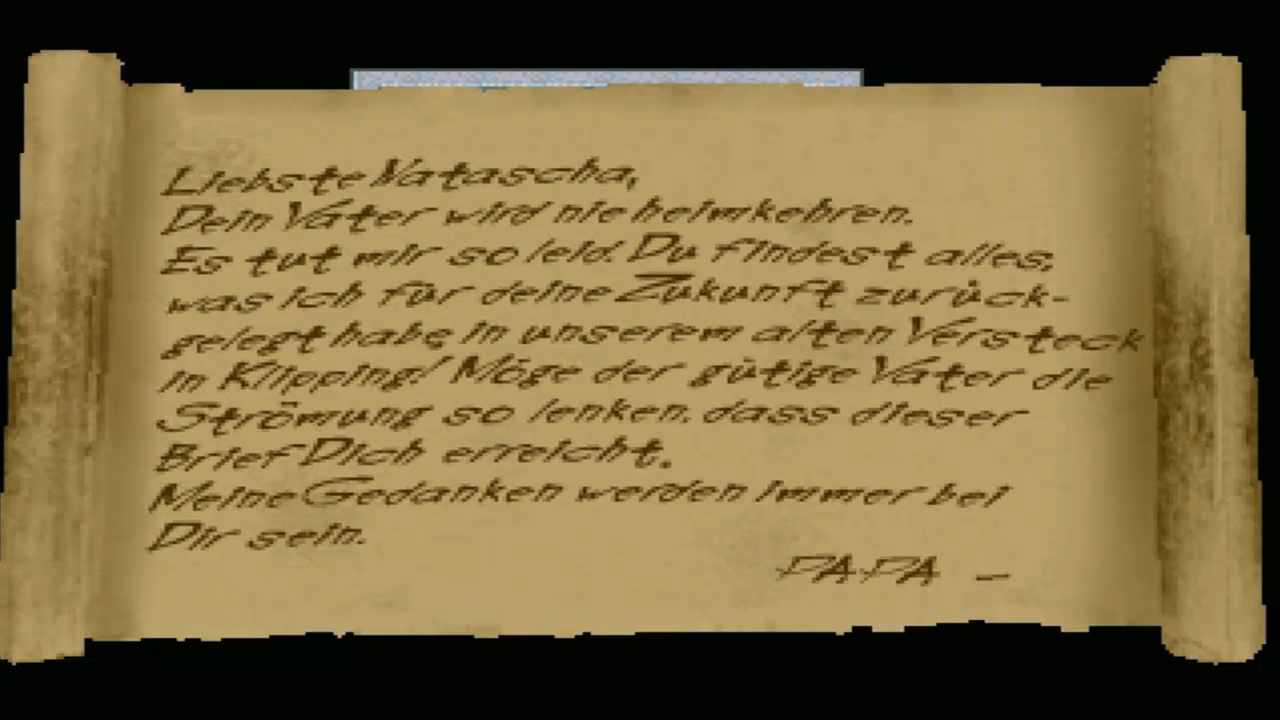 Liebste Natascha,
Dein Vater wird nie heimkehren.
Es tut mir so leid. Du findest alles,
was ich für deine Zukunft zurück-
gelegt habe, in unserem alten Versteck
in Klipping! Möge der gütige Vater die
Strömung so lenken, dass dieser
Brief Dich erreicht.
Meine Gedanken werden immer bei
Dir sein.
PAPA –